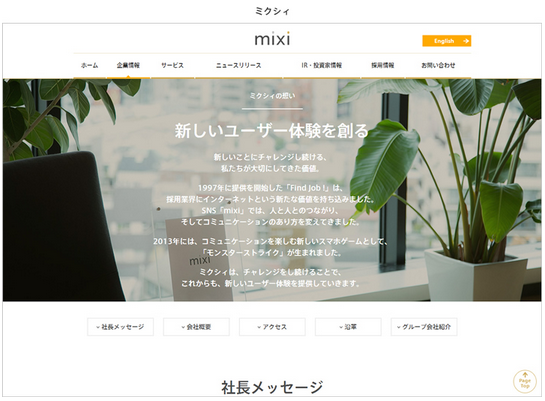 ミクシィ
mixi
English
ホーム 企業情報 サービス ニュースリリース IR・投資家情報 採用情報 お問い合わせ
ミクシィの想い
新しいユーザー体験を創る
新しいことにチャレンジし続ける、
私たちが大切にしてきた価値。
1997年に提供を開始した「Find Job !」は、
採用業界にインターネットという新たな価値を持ち込みました。
SNS「mixi」では、人と人とのつながり、
そしてコミュニケーションのあり方を変えてきました。
2013年には、コミュニケーションを楽しむ新しいスマホゲームとして、
「モンスターストライク」が生まれました。
mixi
ミクシィは、チャレンジをし続けることで、
これからも、新しいユーザー体験を提供していきます。
社長メッセージ 会社概要 アクセス 沿革 グループ会社紹介
Page
Top
社長メッセージ